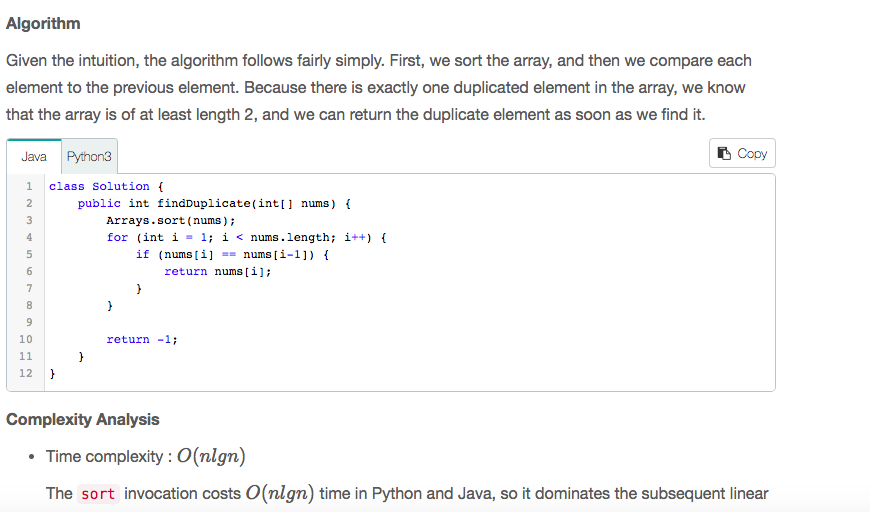 Algorithm
Given the intuition, the algorithm follows fairly simply. First, we sort the array, and then we compare each
element to the previous element. Because there is exactly one duplicated element in the array, we know
that the array is of at least length 2, and we can return the duplicate element as soon as we find it.
Java Python3 Copy
1 class Solution {
2     public int findDuplicate(int[] nums) {
3         Arrays.sort(nums);
4         for (int i = 1; i < nums.length; i++) {
5             if (nums[i] == nums[i-1]) {
6                 return nums[i];
7             }
8         }
9
10         return -1;
11     }
12 }
Complexity Analysis
• Time complexity : O(nlgn)
The sort invocation costs O(nlgn) time in Python and Java, so it dominates the subsequent linear